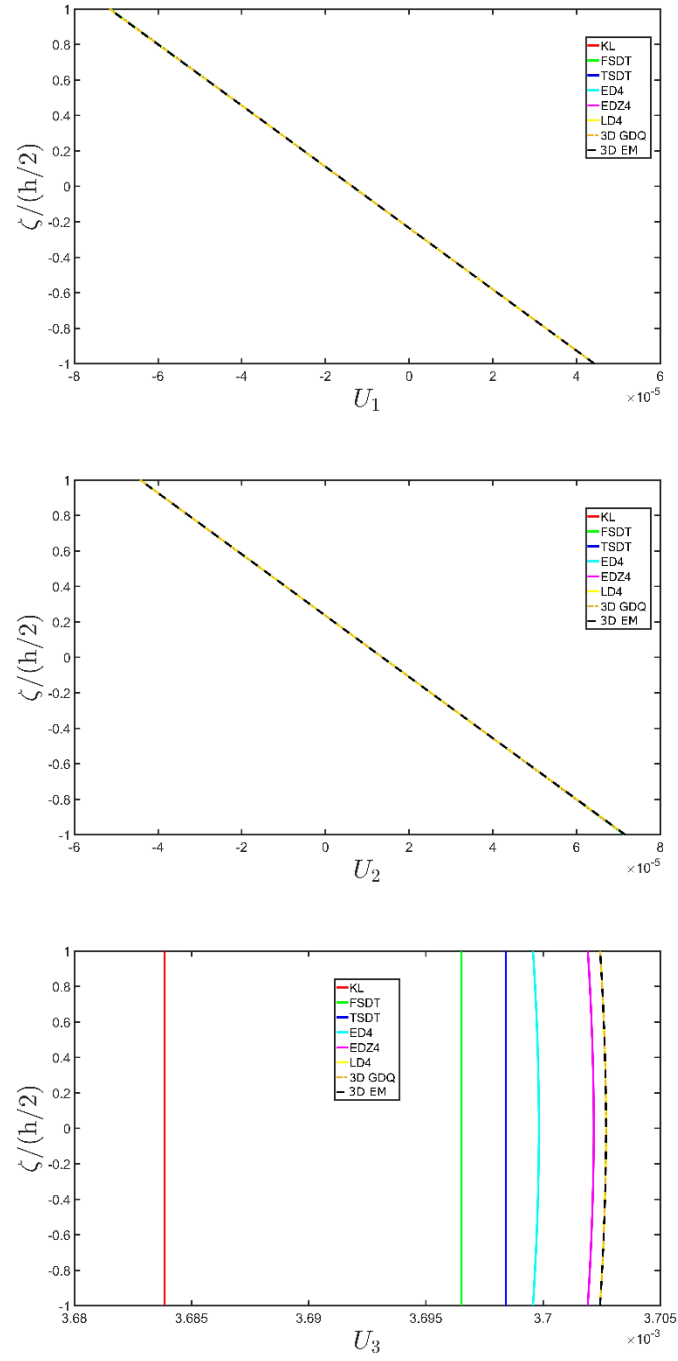 1
0.8
0.6
0.4
0.2
0
-0.2
-0.4
-0.6
-0.8
-1
ζ/(h/2)
KL
FSDT
TSDT
ED4
EDZ4
LD4
3D GDQ
3D EM
-8 -6 -4 -2 0 2 4 6
×10⁻⁵
U₁
1
0.8
0.6
0.4
0.2
0
-0.2
-0.4
-0.6
-0.8
-1
ζ/(h/2)
KL
FSDT
TSDT
ED4
EDZ4
LD4
3D GDQ
3D EM
-6 -4 -2 0 2 4 6 8
×10⁻⁵
U₂
1
0.8
0.6
0.4
0.2
0
-0.2
-0.4
-0.6
-0.8
-1
ζ/(h/2)
KL
FSDT
TSDT
ED4
EDZ4
LD4
3D GDQ
3D EM
3.68 3.685 3.69 3.695 3.7 3.705
×10⁻³
U₃